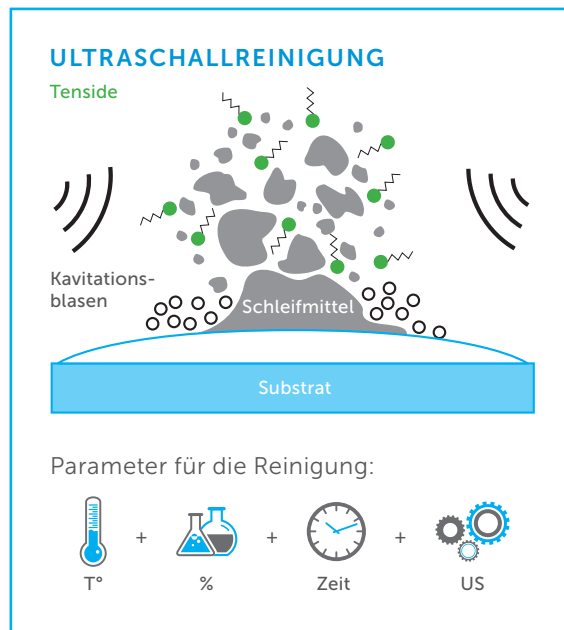 ULTRASCHALLREINIGUNG
Tenside
Kavitations-
blasen
Schleifmittel
Substrat
Parameter für die Reinigung:
+ + +
T° % Zeit US